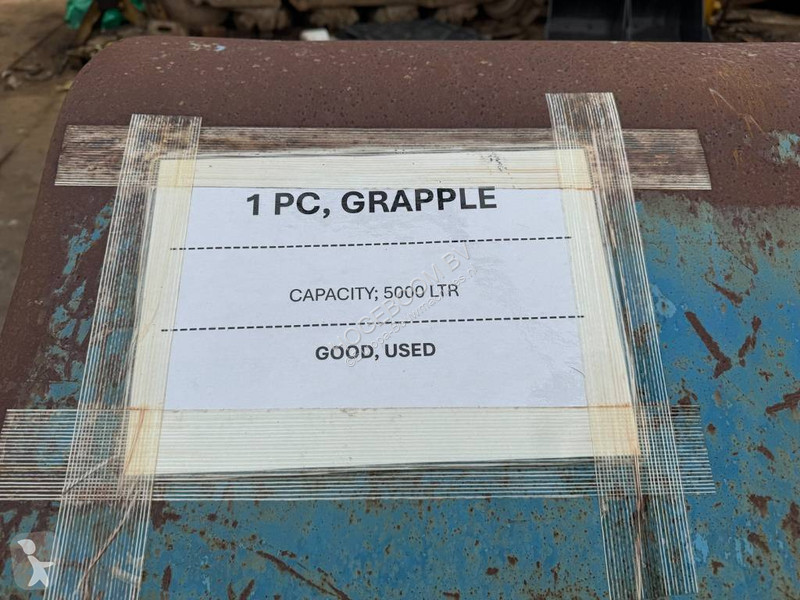 1 PC, GRAPPLE
CAPACITY; 5000 LTR
GOOD, USED